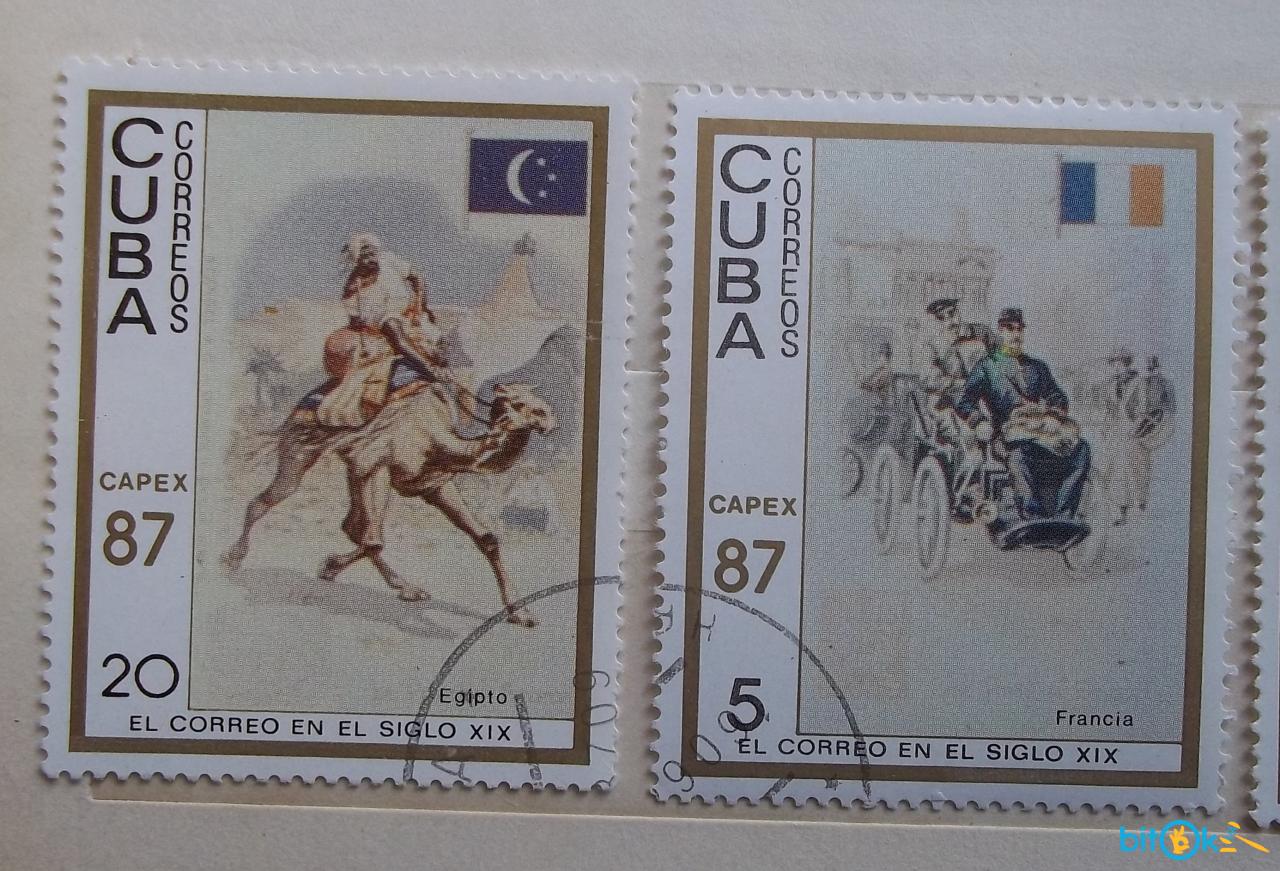 CUBA
CORREOS
CAPEX
87
20
Egipto
EL CORREO EN EL SIGLO XIX
CUBA
CORREOS
CAPEX
87
5
Francia
EL CORREO EN EL SIGLO XIX
bitOk